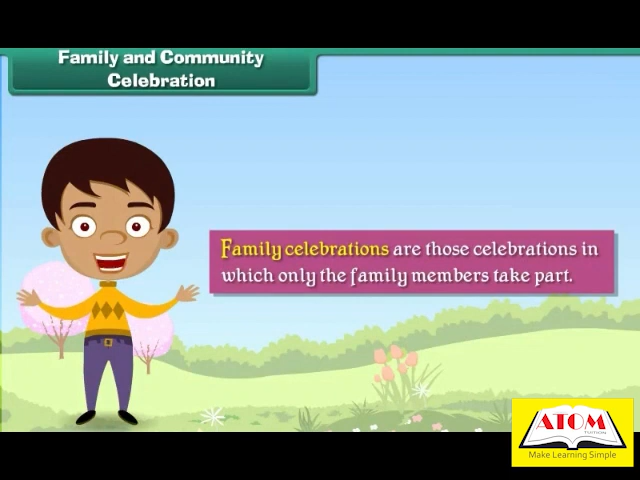 Family and Community
Celebration
Family celebrations are those celebrations in
which only the family members take part.
ATOM
TUITION
Make Learning Simple